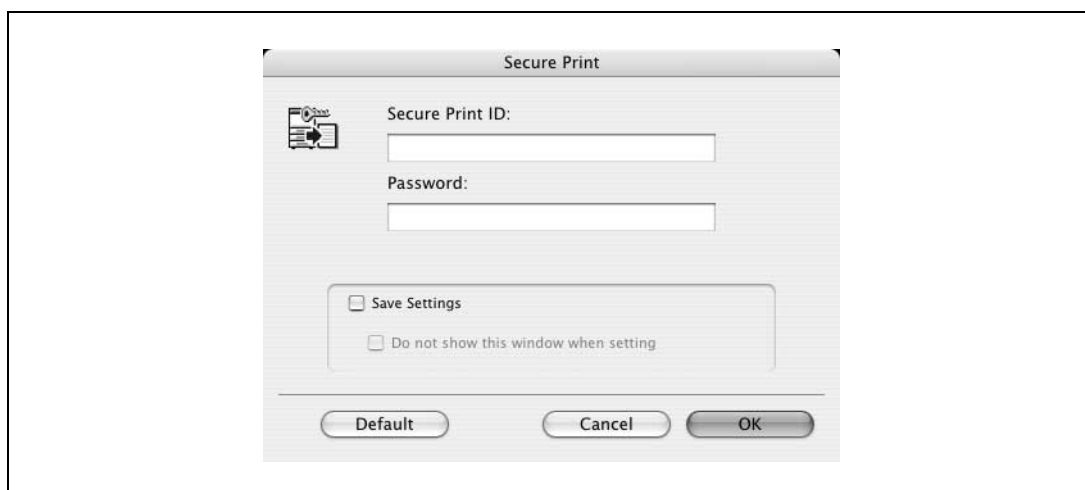 Secure Print
Secure Print ID:
Password:
Save Settings
Do not show this window when setting
Default Cancel OK